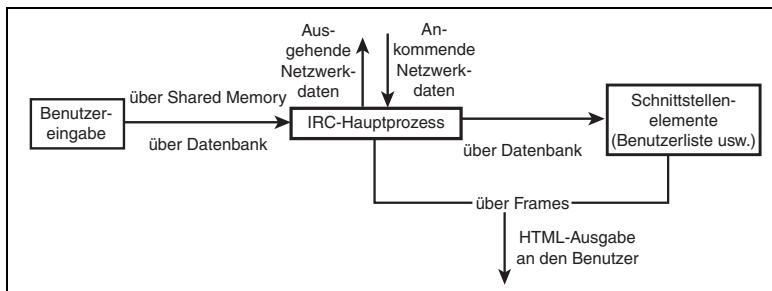 Aus-
gehende
Netzwerk-
daten
An-
kommende
Netzwerk-
daten
Benutzer-
eingabe
über Shared Memory
über Datenbank
IRC-Hauptprozess
über Datenbank
Schnittstellen-
elemente
(Benutzerliste usw.)
über Frames
HTML-Ausgabe
an den Benutzer